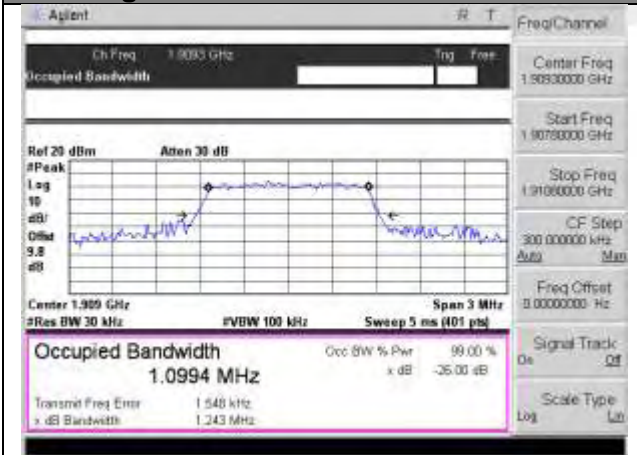 Agilent R T
Ch Freq 1.9093 GHz Trig Free
Occupied Bandwidth
Ref 20 dBm Atten 30 dB
#Peak
Log
10
dB/
Offst
9.8
dB
Center 1.909 GHz Span 3 MHz
#Res BW 30 kHz #VBW 100 kHz Sweep 5 ms (401 pts)
Occupied Bandwidth Occ BW % Pwr 99.00 %
1.0994 MHz x dB -26.00 dB
Transmit Freq Error 1.648 kHz
x dB Bandwidth 1.243 MHz
Freq/Channel
Center Freq
1.90930000 GHz
Start Freq
1.90780000 GHz
Stop Freq
1.91080000 GHz
CF Step
300.000000 kHz
Auto Man
Freq Offset
0.00000000 Hz
Signal Track
On Off
Scale Type
Log Lin